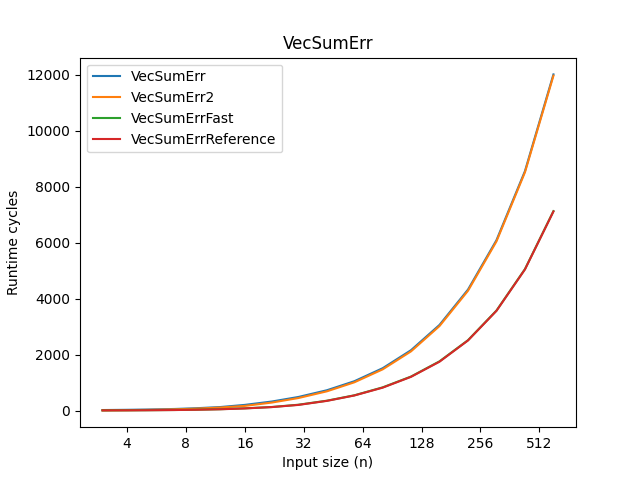 VecSumErr
VecSumErr
VecSumErr2
VecSumErrFast
VecSumErrReference
Runtime cycles
12000
10000
8000
6000
4000
2000
0
4 8 16 32 64 128 256 512
Input size (n)